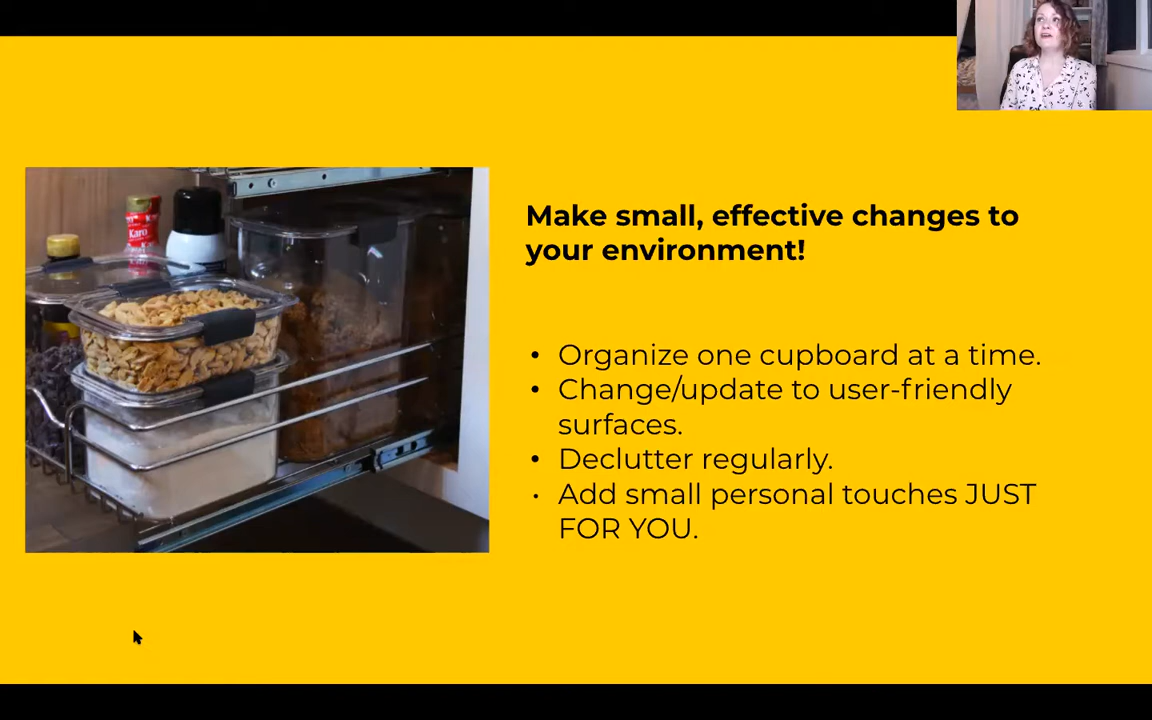 Karo
Make small, effective changes to
your environment!
• Organize one cupboard at a time.
• Change/update to user-friendly
surfaces.
• Declutter regularly.
• Add small personal touches JUST
FOR YOU.